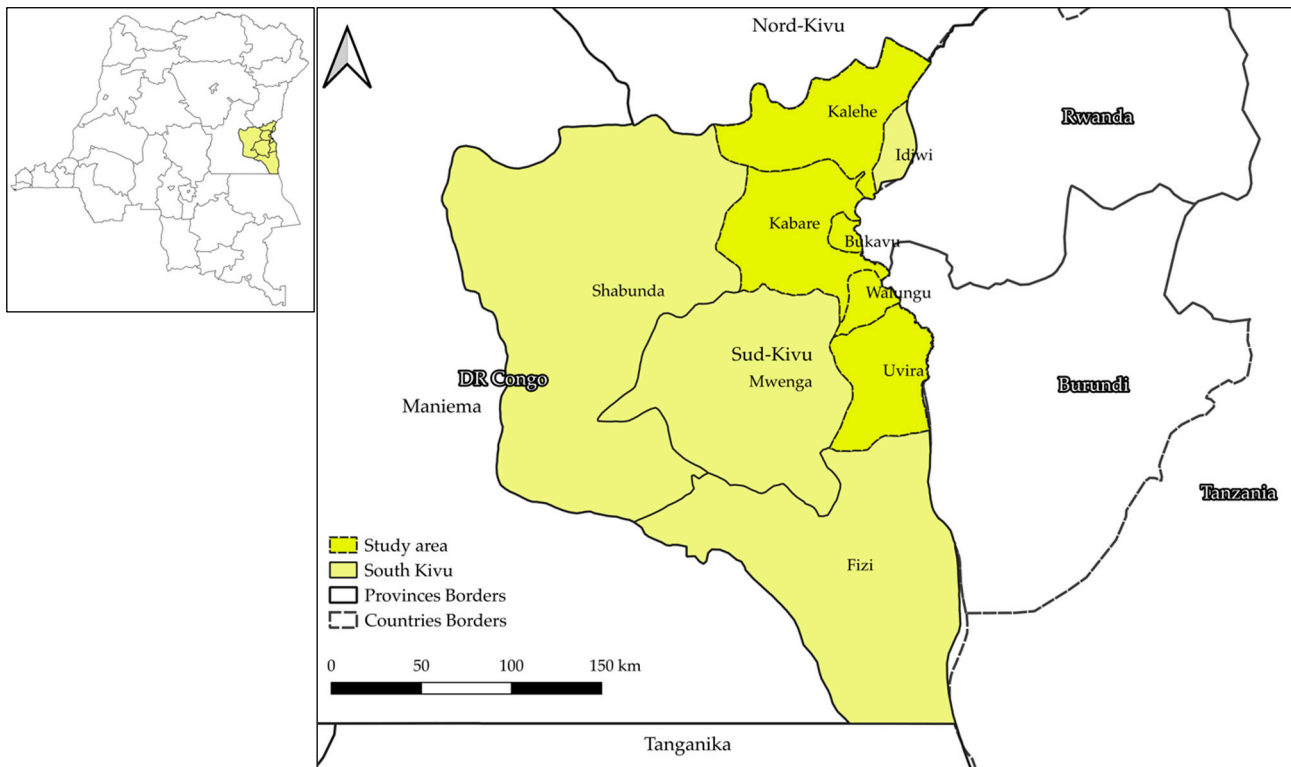 Nord-Kivu
Kalehe
Rwanda
Idiwi
Kabare
Bukavu
Shabunda
Walungu
Sud-Kivu
Uvira
DR Congo
Mwenga
Burundi
Maniema
Tanzania
Study area
South Kivu
Fizi
Provinces Borders
Countries Borders
0 50 100 150 km
Tanganika